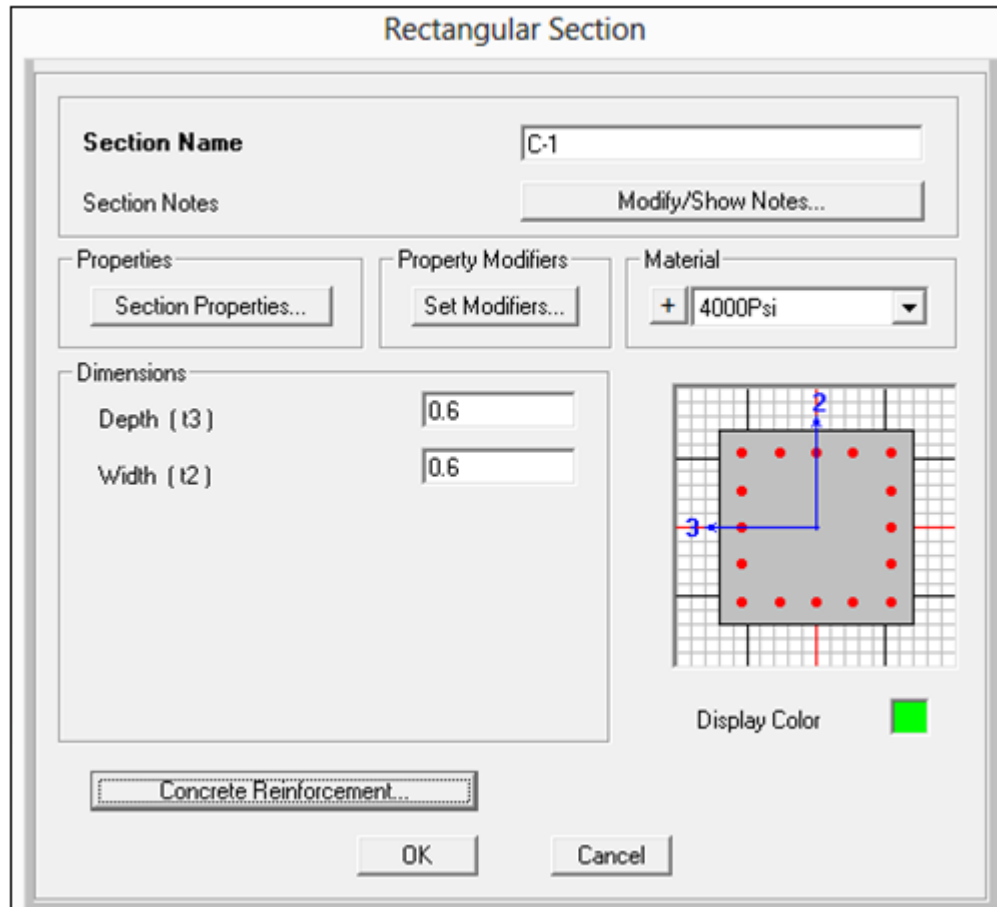 Rectangular Section
Section Name
C-1
Section Notes
Modify/Show Notes...
Properties
Section Properties...
Property Modifiers
Set Modifiers...
Material
+
4000Psi
Dimensions
Depth ( t3 )
0.6
Width ( t2 )
0.6
2
3
Display Color
Concrete Reinforcement...
OK
Cancel